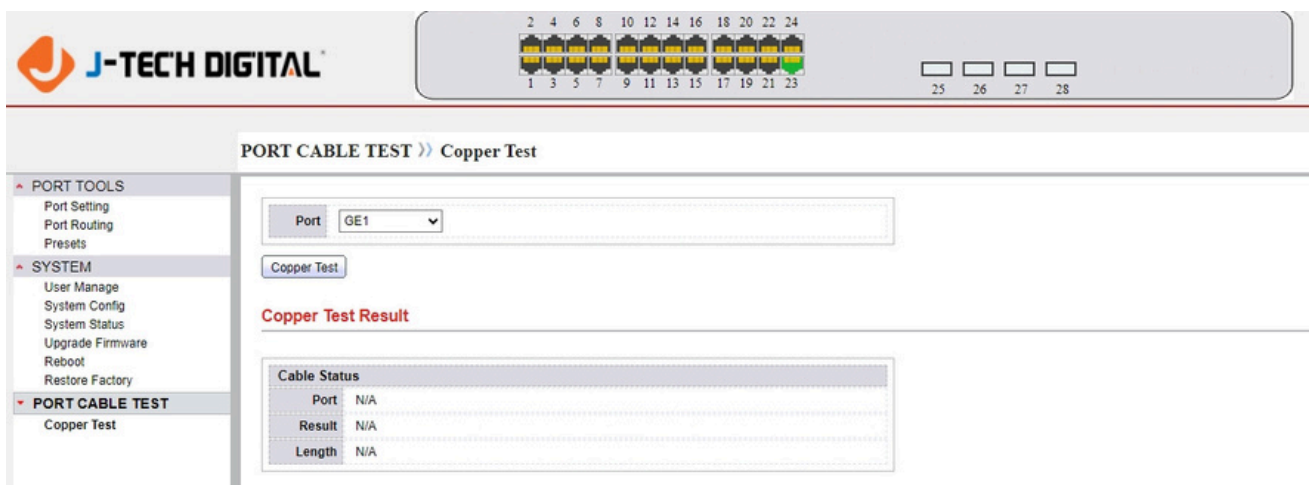 2 4 6 8 10 12 14 16 18 20 22 24
J-TECH DIGITAL
1 3 5 7 9 11 13 15 17 19 21 23
25 26 27 28
PORT CABLE TEST » Copper Test
PORT TOOLS
Port Setting
Port Routing
Presets
SYSTEM
User Manage
System Config
System Status
Upgrade Firmware
Reboot
Restore Factory
PORT CABLE TEST
Copper Test
Port GE1
Copper Test
Copper Test Result
Cable Status
Port N/A
Result N/A
Length N/A